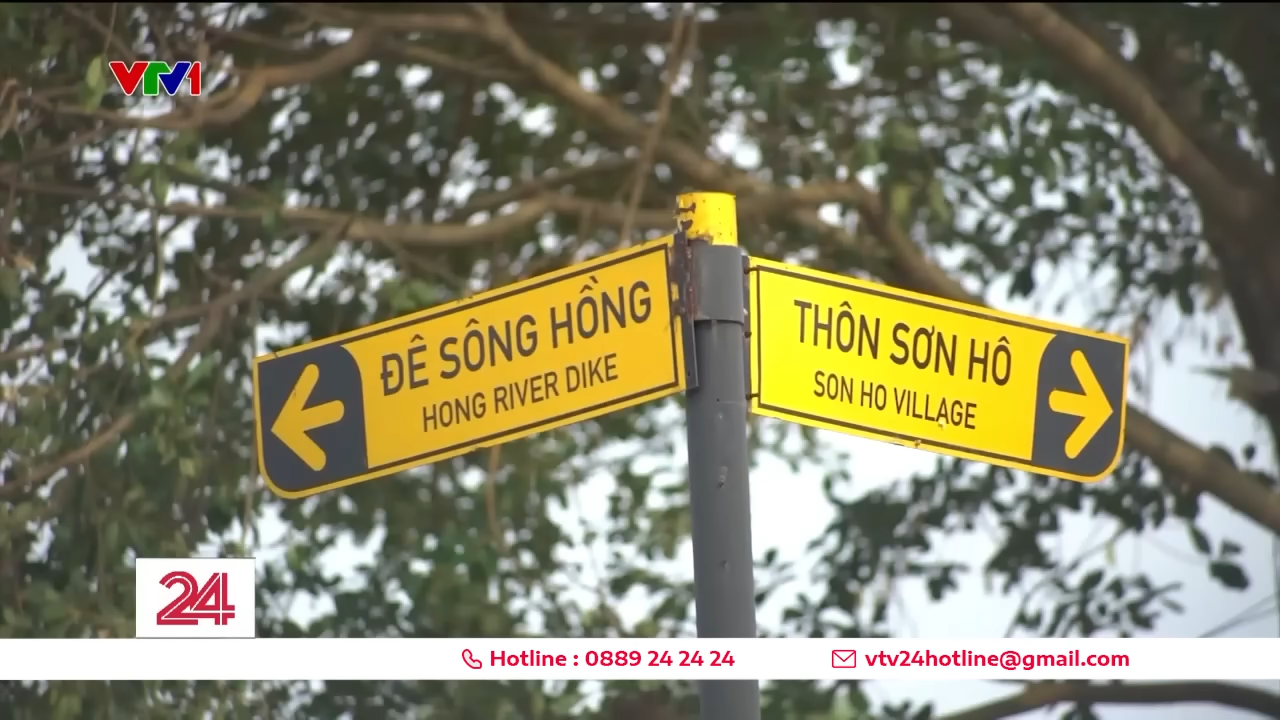 VTV1
ĐÊ SÔNG HỒNG
HONG RIVER DIKE
THÔN SƠN HÔ
SON HO VILLAGE
24
Hotline : 0889 24 24 24
vtv24hotline@gmail.com